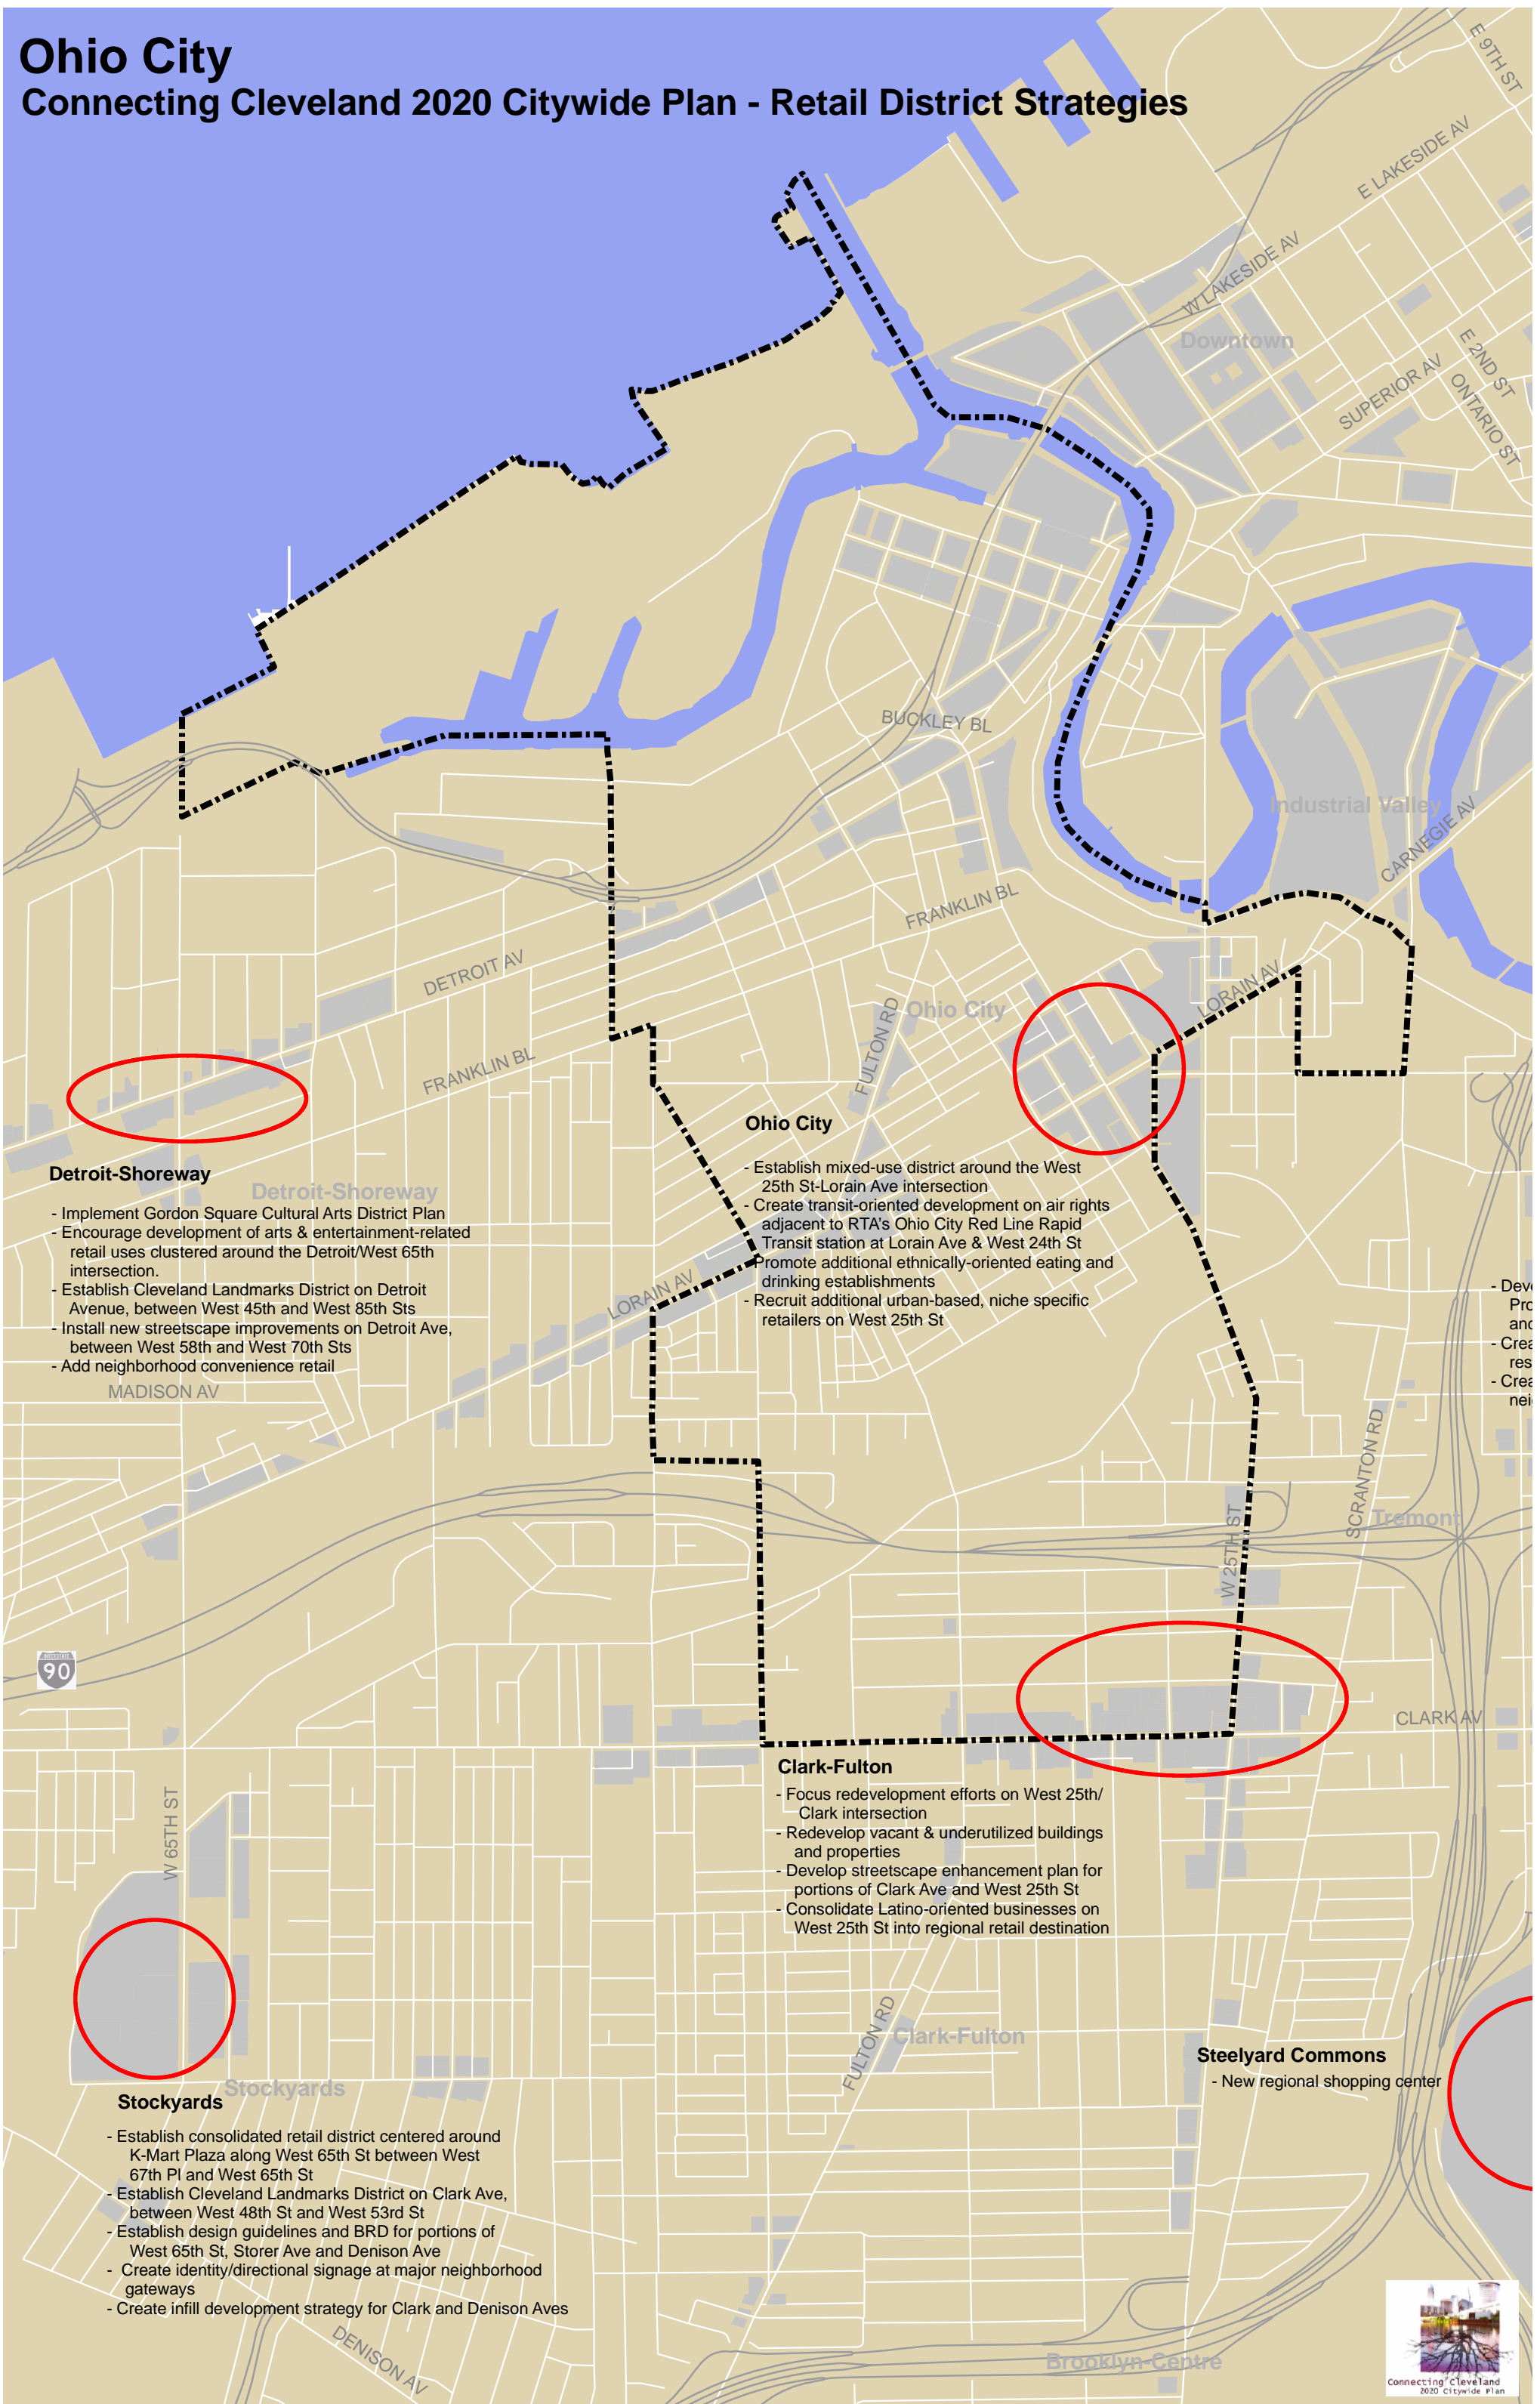 Ohio City
Connecting Cleveland 2020 Citywide Plan - Retail District Strategies
E 9TH ST
E LAKESIDE AV
W LAKESIDE AV
Downtown
E 2ND ST
SUPERIOR AV
ONTARIO ST
BUCKLEY BL
Industrial Valley
CARNEGIE AV
FRANKLIN BL
DETROIT AV
LORAIN AV
Ohio City
FULTON RD
FRANKLIN BL
Ohio City
- Establish mixed-use district around the West
25th St-Lorain Ave intersection
- Create transit-oriented development on air rights
adjacent to RTA's Ohio City Red Line Rapid
Transit station at Lorain Ave & West 24th St
- Promote additional ethnically-oriented eating and
drinking establishments
- Recruit additional urban-based, niche specific
retailers on West 25th St
Detroit-Shoreway
Detroit-Shoreway
- Implement Gordon Square Cultural Arts District Plan
- Encourage development of arts & entertainment-related
retail uses clustered around the Detroit/West 65th
intersection.
- Establish Cleveland Landmarks District on Detroit
Avenue, between West 45th and West 85th Sts
- Install new streetscape improvements on Detroit Ave,
between West 58th and West 70th Sts
- Add neighborhood convenience retail
LORAIN AV
MADISON AV
- Deve
Pro
and
- Crea
res
- Crea
nei
SCRANTON RD
Tremont
W 25TH ST
INTERSTATE
90
CLARK AV
Clark-Fulton
- Focus redevelopment efforts on West 25th/
Clark intersection
- Redevelop vacant & underutilized buildings
and properties
- Develop streetscape enhancement plan for
portions of Clark Ave and West 25th St
- Consolidate Latino-oriented businesses on
West 25th St into regional retail destination
W 65TH ST
FULTON RD
Clark-Fulton
Steelyard Commons
- New regional shopping center
Stockyards
Stockyards
- Establish consolidated retail district centered around
K-Mart Plaza along West 65th St between West
67th Pl and West 65th St
- Establish Cleveland Landmarks District on Clark Ave,
between West 48th St and West 53rd St
- Establish design guidelines and BRD for portions of
West 65th St, Storer Ave and Denison Ave
- Create identity/directional signage at major neighborhood
gateways
- Create infill development strategy for Clark and Denison Aves
DENISON AV
Brooklyn-Centre
Connecting Cleveland
2020 Citywide Plan